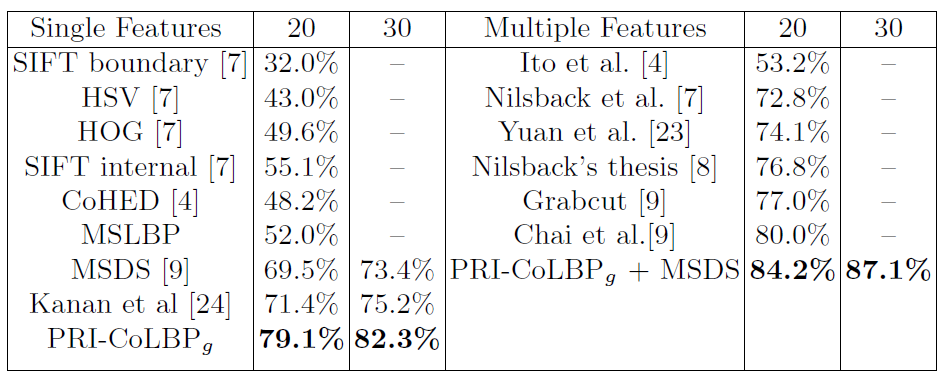 Single Features 20 30 Multiple Features 20 30
SIFT boundary [7] 32.0% – Ito et al. [4] 53.2% –
HSV [7] 43.0% – Nilsback et al. [7] 72.8% –
HOG [7] 49.6% – Yuan et al. [23] 74.1% –
SIFT internal [7] 55.1% – Nilsback's thesis [8] 76.8% –
CoHED [4] 48.2% – Grabcut [9] 77.0% –
MSLBP 52.0% – Chai et al.[9] 80.0% –
MSDS [9] 69.5% 73.4% PRI-CoLBPg + MSDS 84.2% 87.1%
Kanan et al [24] 71.4% 75.2%
PRI-CoLBPg 79.1% 82.3%